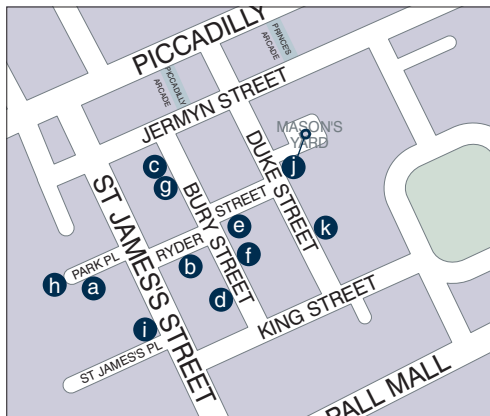 PICCADILLY
PRINCE'S
ARCADE
PICCADILLY
ARCADE
JERMYN STREET
MASON'S
YARD
j
c
g
DUKE STREET
BURY STREET
ST JAMES'S STREET
RYDER STREET
e
k
f
PARK PL
b
h
a
d
KING STREET
i
ST JAMES'S PL
PALL MALL